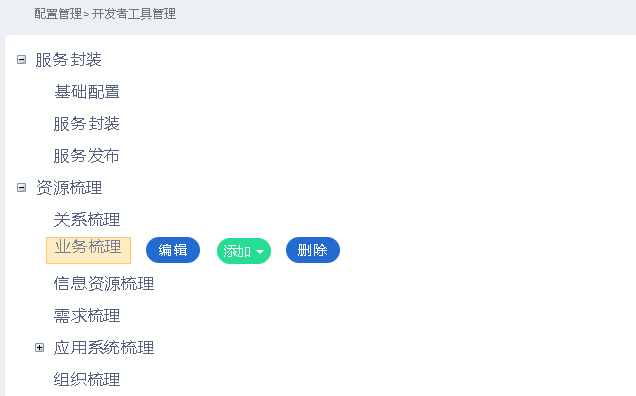 配置管理> 开发者工具管理
服务封装
基础配置
服务封装
服务发布
资源梳理
关系梳理
业务梳理 编辑 添加 删除
信息资源梳理
需求梳理
应用系统梳理
组织梳理